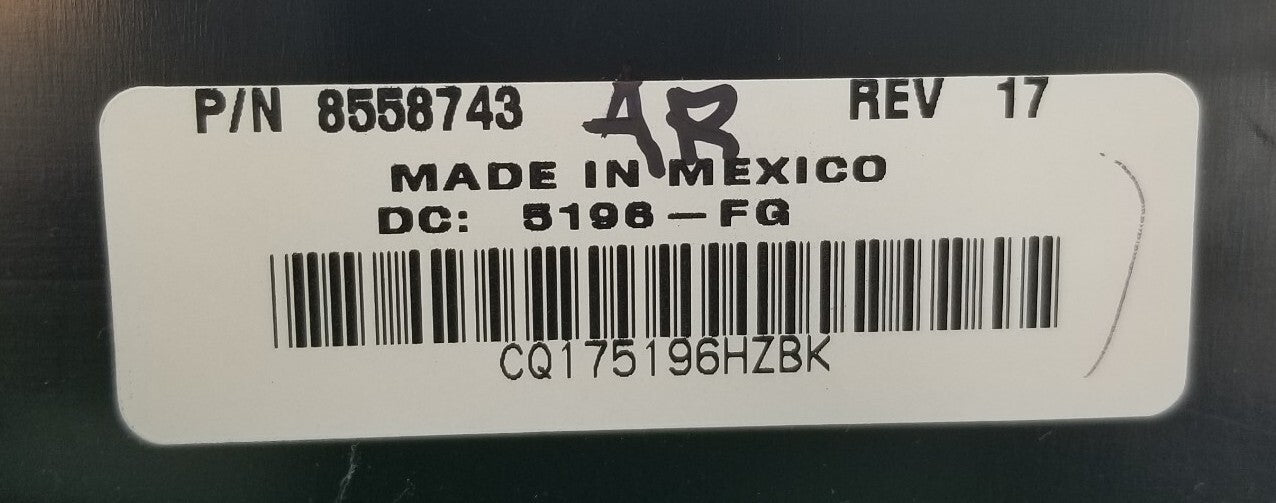 P/N 8558743 AR REV 17
MADE IN MEXICO
DC: 5196-FG
CQ175196HZBK